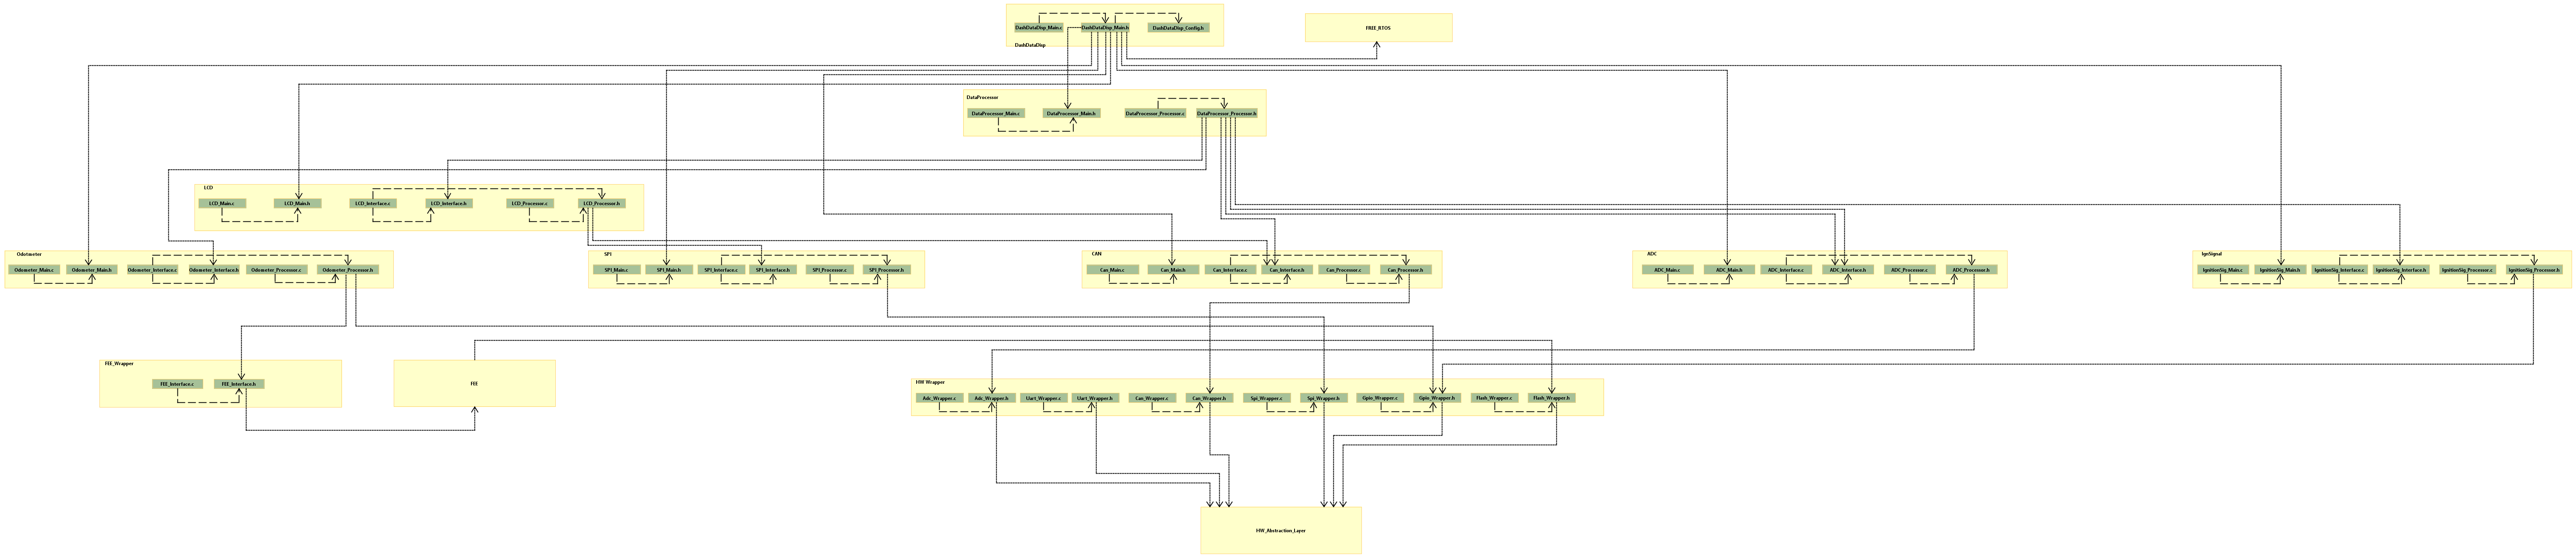 DashDataDisp_Main.c
DashDataDisp_Main.h
DashDataDisp_Config.h
DashDataDisp
FREE_RTOS
DataProcessor
DataProcessor_Main.c
DataProcessor_Main.h
DataProcessor_Processor.c
DataProcessor_Processor.h
LCD
LCD_Main.c
LCD_Main.h
LCD_Interface.c
LCD_Interface.h
LCD_Processor.c
LCD_Processor.h
Odotmeter
Odometer_Main.c
Odometer_Main.h
Odometer_Interface.c
Odometer_Interface.h
Odometer_Processor.c
Odometer_Processor.h
SPI
SPI_Main.c
SPI_Main.h
SPI_Interface.c
SPI_Interface.h
SPI_Processor.c
SPI_Processor.h
CAN
Can_Main.c
Can_Main.h
Can_Interface.c
Can_Interface.h
Can_Processor.c
Can_Processor.h
ADC
ADC_Main.c
ADC_Main.h
ADC_Interface.c
ADC_Interface.h
ADC_Processor.c
ADC_Processor.h
IgnSignal
IgnitionSig_Main.c
IgnitionSig_Main.h
IgnitionSig_Interface.c
IgnitionSig_Interface.h
IgnitionSig_Processor.c
IgnitionSig_Processor.h
FEE_Wrapper
FEE_Interface.c
FEE_Interface.h
FEE
HW Wrapper
Adc_Wrapper.c
Adc_Wrapper.h
Uart_Wrapper.c
Uart_Wrapper.h
Can_Wrapper.c
Can_Wrapper.h
Spi_Wrapper.c
Spi_Wrapper.h
Gpio_Wrapper.c
Gpio_Wrapper.h
Flash_Wrapper.c
Flash_Wrapper.h
HW_Abstraction_Layer